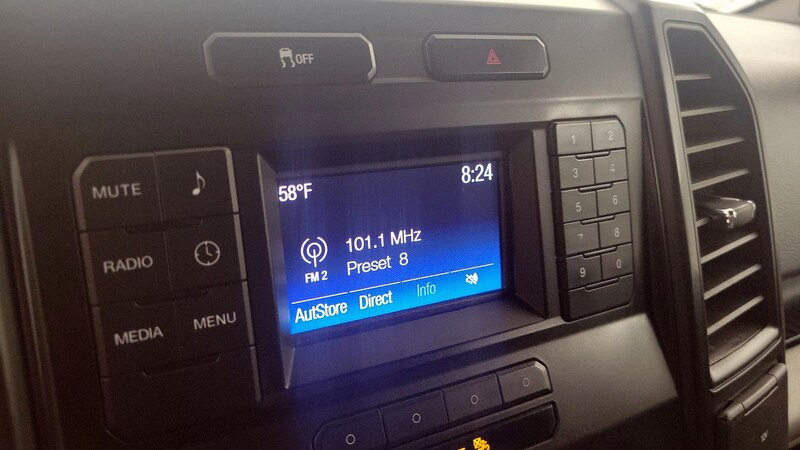 OFF
MUTE
RADIO
MEDIA MENU
58°F 8:24
101.1 MHz
FM 2 Preset 8
AutStore Direct Info
1 2
3 4
5 6
7 8
9 0